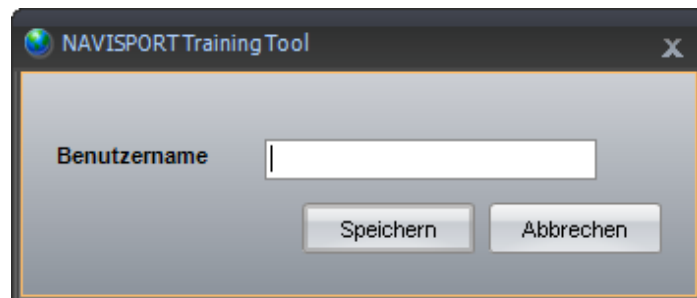 NAVISPORT Training Tool
x
Benutzername
Speichern Abbrechen